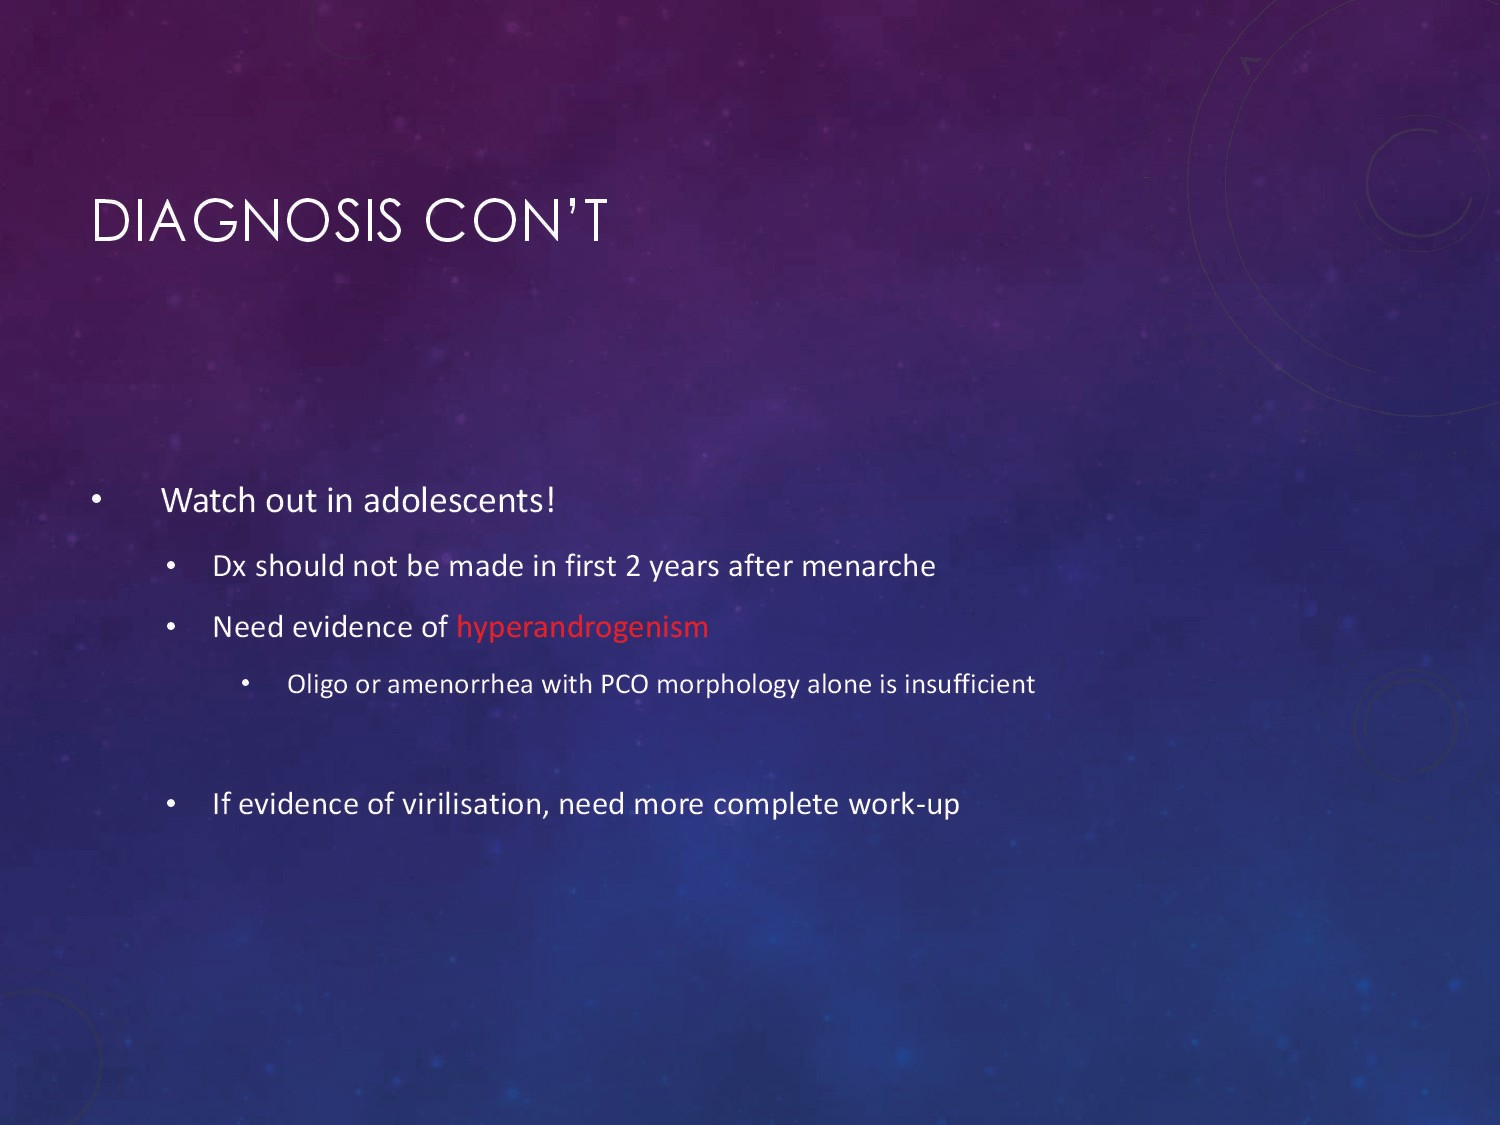 DIAGNOSIS CON’T
• Watch out in adolescents!
• Dx should not be made in first 2 years after menarche
• Need evidence of hyperandrogenism
• Oligo or amenorrhea with PCO morphology alone is insufficient
• If evidence of virilisation, need more complete work-up